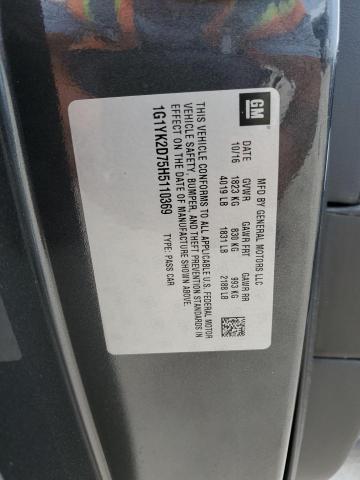 GM
MFD BY GENERAL MOTORS LLC
DATE GVWR GAWR FRT GAWR RR
10/16 1823 KG 830 KG 993 KG
4019 LB 1831 LB 2188 LB
THIS VEHICLE CONFORMS TO ALL APPLICABLE U.S. FEDERAL MOTOR
VEHICLE SAFETY, BUMPER, AND THEFT PREVENTION STANDARDS IN
EFFECT ON THE DATE OF MANUFACTURE SHOWN ABOVE.
1G1YK2D75H5110369 TYPE: PASS CAR